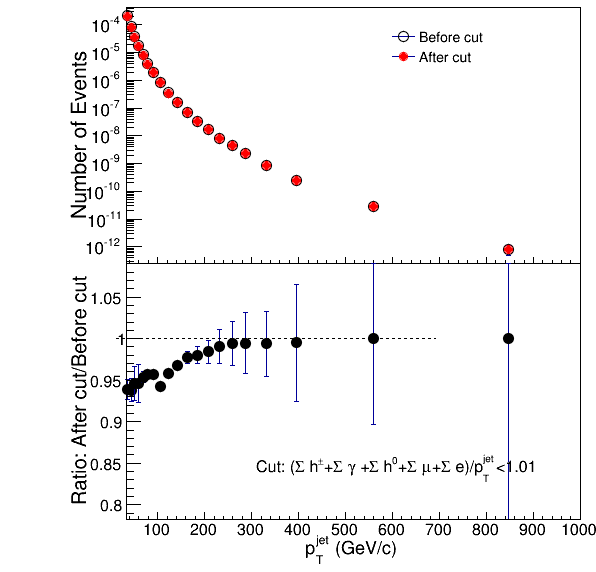 Number of Events
10⁻⁴
10⁻⁵
10⁻⁶
10⁻⁷
10⁻⁸
10⁻⁹
10⁻¹⁰
10⁻¹¹
10⁻¹²
Before cut
After cut
Ratio: After cut/Before cut
1.05
1
0.95
0.9
0.85
0.8
Cut: (Σ h±+Σ γ +Σ h⁰+Σ μ+Σ e)/p_T^jet<1.01
100 200 300 400 500 600 700 800 900 1000
p_T^jet (GeV/c)